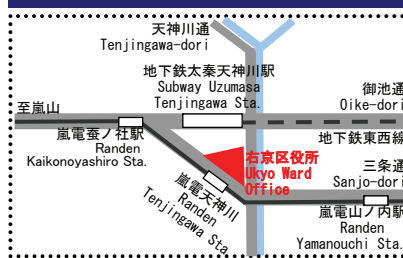 天神川通
Tenjingawa-dori
地下鉄太秦天神川駅
Subway Uzumasa
Tenjingawa Sta.
御池通
Oike-dori
至嵐山
地下鉄東西線
嵐電蚕ノ社駅
Randen
Kaikonoyashiro Sta.
右京区役所
Ukyo Ward
Office
三条通
Sanjo-dori
嵐電天神川
Randen
Tenjingawa Sta.
嵐電山ノ内駅
Randen
Yamanouchi Sta.